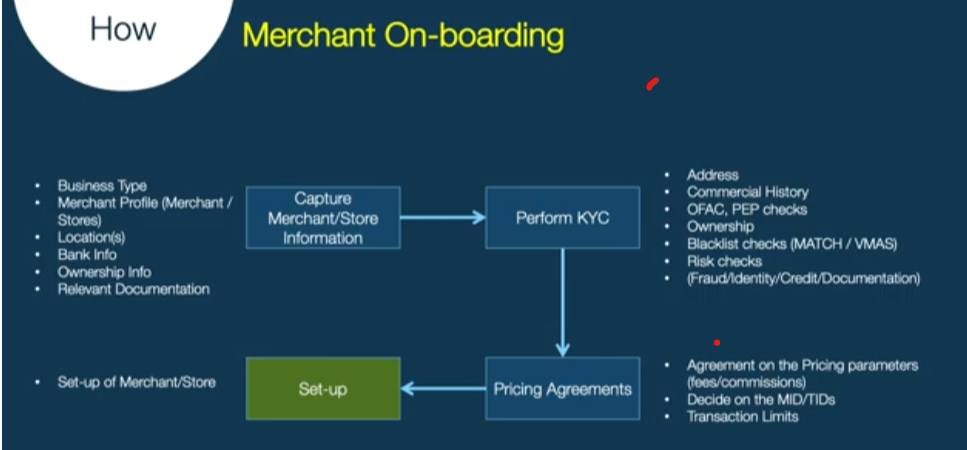 How
Merchant On-boarding
• Business Type
• Merchant Profile (Merchant /
Stores)
• Location(s)
• Bank Info
• Ownership Info
• Relevant Documentation
Capture
Merchant/Store
Information
Perform KYC
• Address
• Commercial History
• OFAC, PEP checks
• Ownership
• Blacklist checks (MATCH / VMAS)
• Risk checks
• (Fraud/Identity/Credit/Documentation)
• Set-up of Merchant/Store
Set-up
Pricing Agreements
• Agreement on the Pricing parameters
(fees/commissions)
• Decide on the MID/TIDs
• Transaction Limits